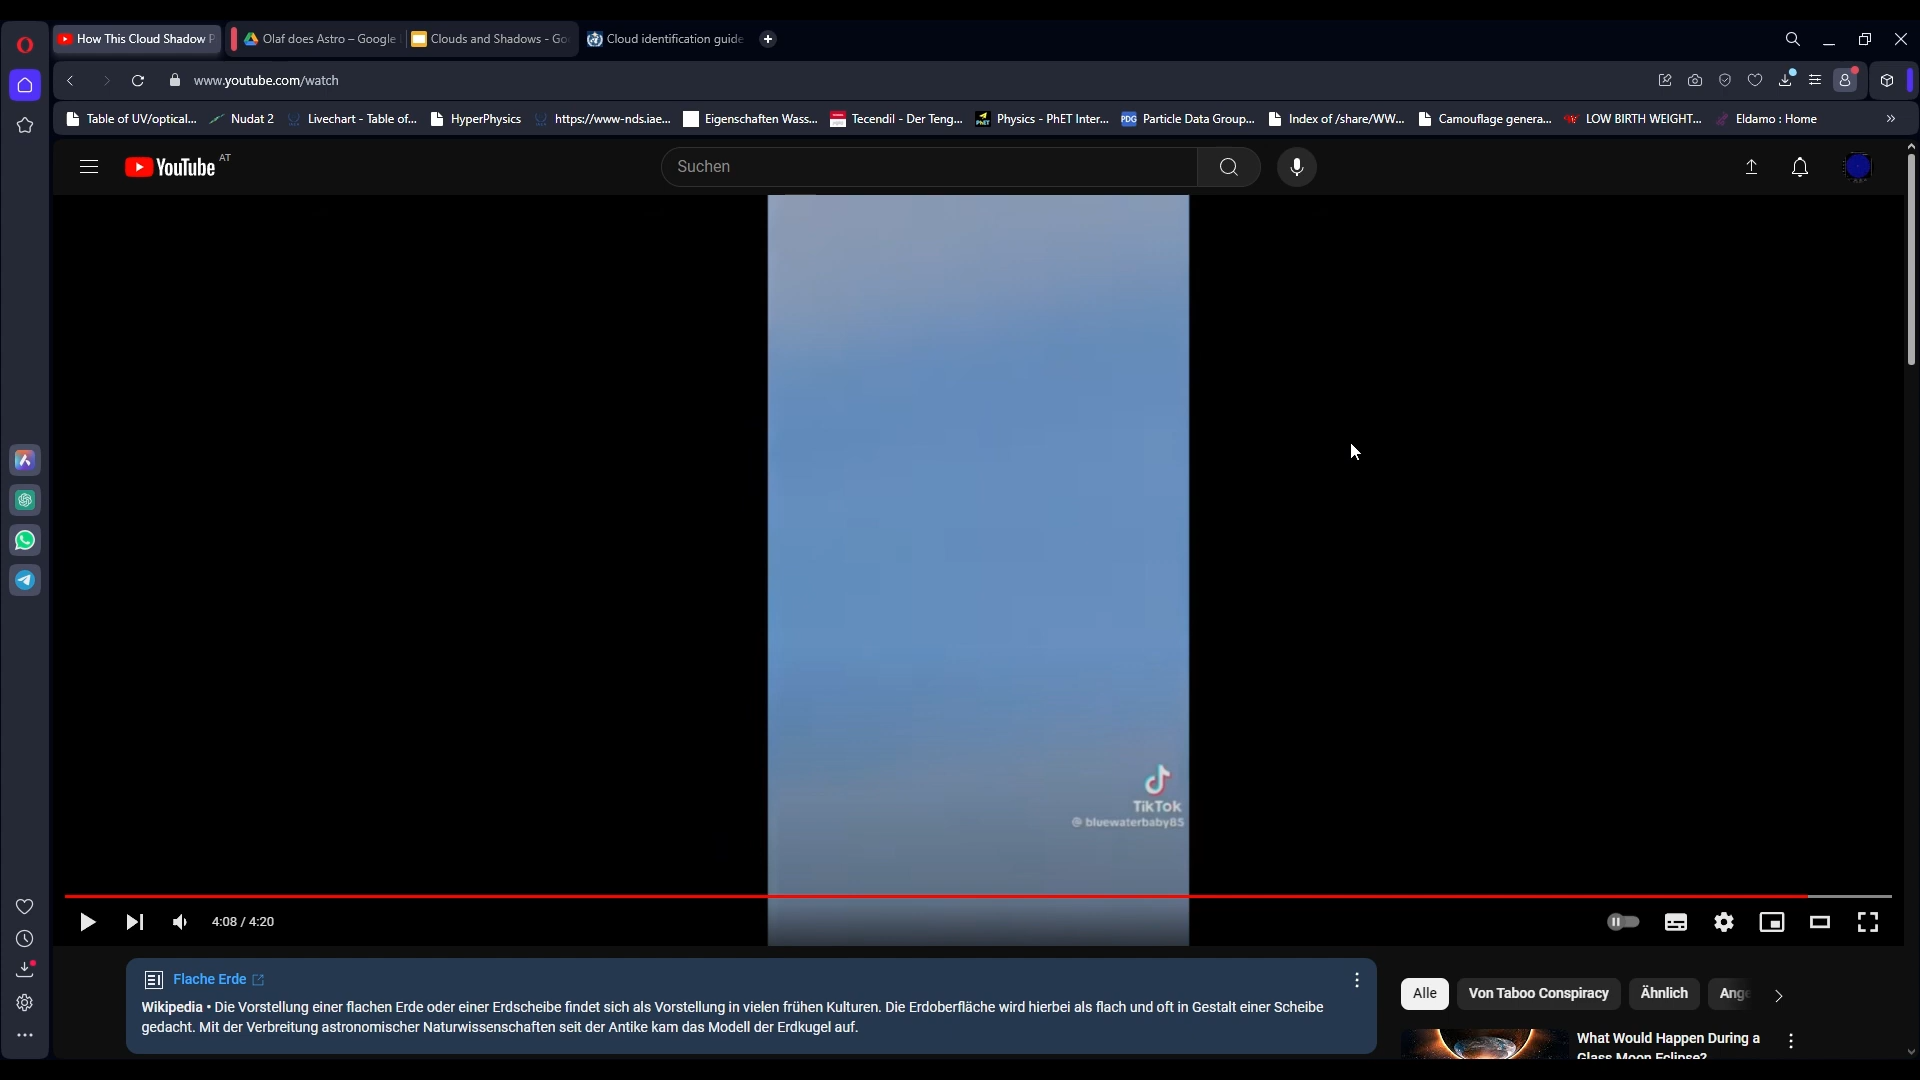 How This Cloud Shadow P
Olaf does Astro – Google
Clouds and Shadows - Go
Cloud identification guide
www.youtube.com/watch
Table of UV/optical...
Nudat 2
Livechart - Table of...
HyperPhysics
https://www-nds.iae...
Eigenschaften Wass...
Tecendil - Der Teng...
Physics - PhET Inter...
PDG
Particle Data Group...
Index of /share/WW...
Camouflage genera...
LOW BIRTH WEIGHT...
Eldamo : Home
YouTube AT
Suchen
TikTok
@ bluewaterbaby85
4:08 / 4:20
Flache Erde
Wikipedia • Die Vorstellung einer flachen Erde oder einer Erdscheibe findet sich als Vorstellung in vielen frühen Kulturen. Die Erdoberfläche wird hierbei als flach und oft in Gestalt einer Scheibe
gedacht. Mit der Verbreitung astronomischer Naturwissenschaften seit der Antike kam das Modell der Erdkugel auf.
Alle
Von Taboo Conspiracy
Ähnlich
Ange
What Would Happen During a
Glass Moon Eclipse?